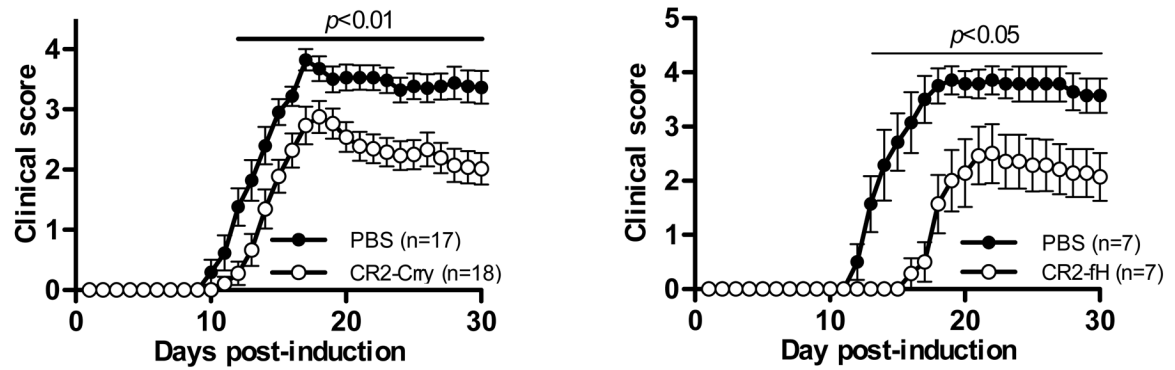 p<0.01
Clinical score
4
3
2
1
0
PBS (n=17)
CR2-Crry (n=18)
0
10
20
30
Days post-induction
p<0.05
Clinical score
5
4
3
2
1
0
PBS (n=7)
CR2-fH (n=7)
0
10
20
30
Day post-induction